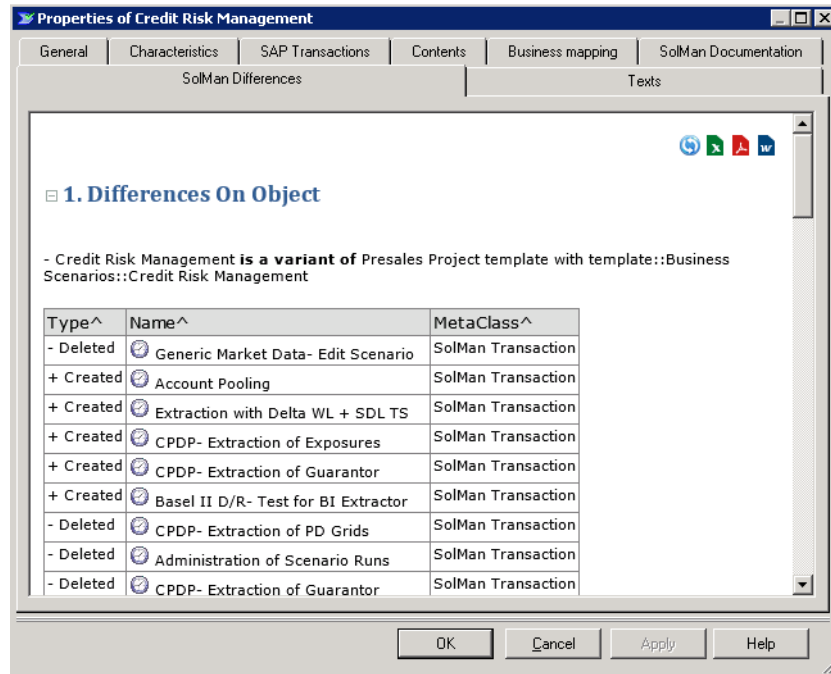 Properties of Credit Risk Management
General Characteristics SAP Transactions Contents Business mapping SolMan Documentation
SolMan Differences Texts
1. Differences On Object
- Credit Risk Management is a variant of Presales Project template with template::Business
Scenarios::Credit Risk Management
Type^ Name^ MetaClass^
- Deleted Generic Market Data- Edit Scenario SolMan Transaction
+ Created Account Pooling SolMan Transaction
+ Created Extraction with Delta WL + SDL TS SolMan Transaction
+ Created CPDP- Extraction of Exposures SolMan Transaction
+ Created CPDP- Extraction of Guarantor SolMan Transaction
+ Created Basel II D/R- Test for BI Extractor SolMan Transaction
- Deleted CPDP- Extraction of PD Grids SolMan Transaction
- Deleted Administration of Scenario Runs SolMan Transaction
- Deleted CPDP- Extraction of Guarantor SolMan Transaction
OK Cancel Apply Help